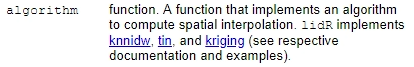 algorithm function. A function that implements an algorithm
to compute spatial interpolation. lidR implements
knnidw, tin, and kriging (see respective
documentation and examples).